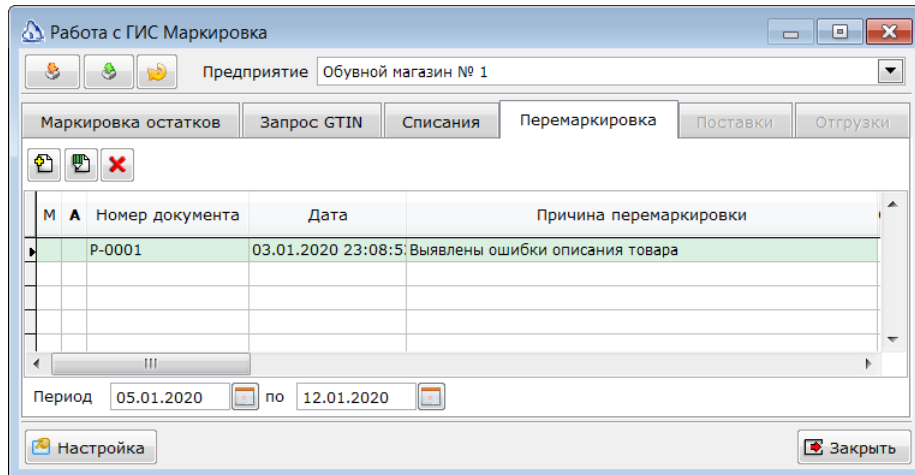 Работа с ГИС Маркировка
Предприятие Обувной магазин № 1
Маркировка остатков Запрос GTIN Списания Перемаркировка Поставки Отгрузки
М А Номер документа Дата Причина перемаркировки
Р-0001 03.01.2020 23:08:5 Выявлены ошибки описания товара
Период 05.01.2020 по 12.01.2020
Настройка Закрыть